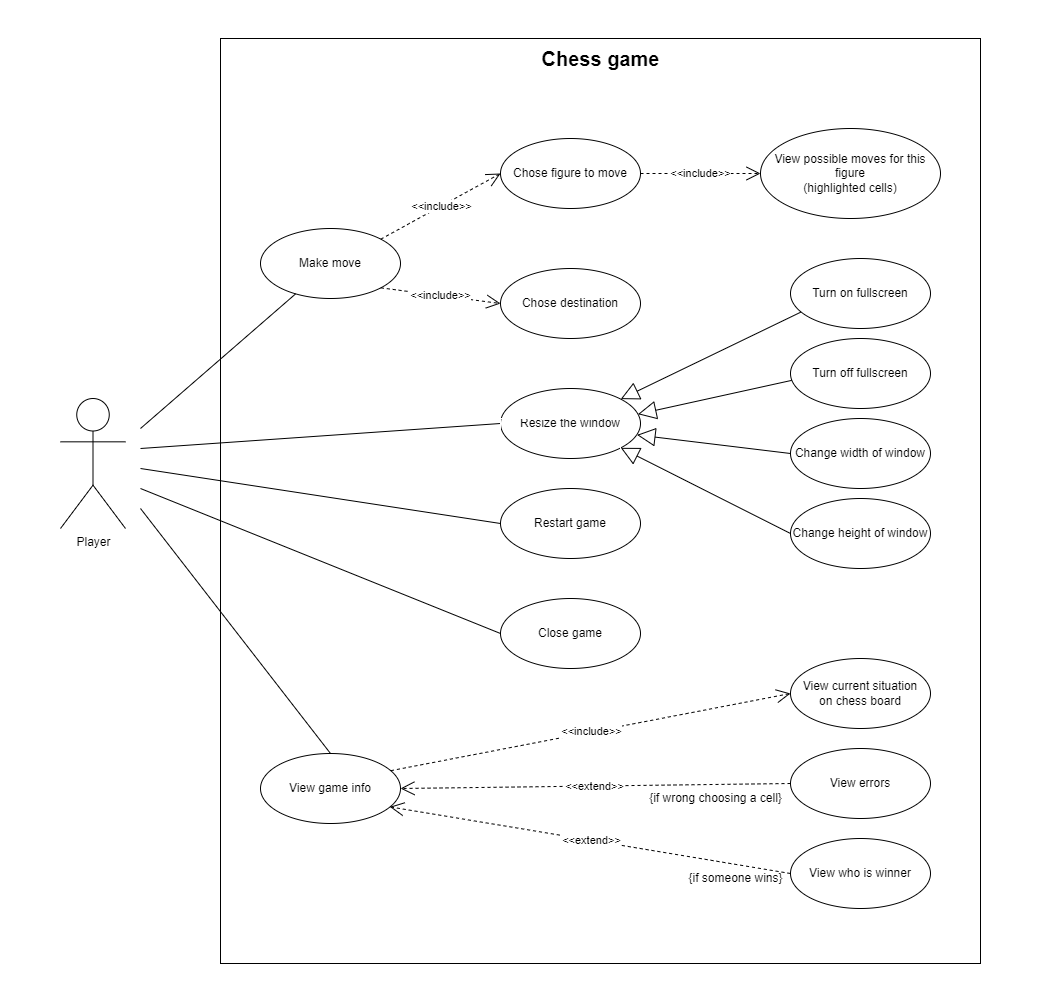 Chess game
Chose figure to move
<<include>>
View possible moves for this
figure
(highlighted cells)
<<include>>
Make move
<<include>>
Chose destination
Turn on fullscreen
Turn off fullscreen
Resize the window
Change width of window
Restart game
Change height of window
Player
Close game
View current situation
on chess board
<<include>>
View game info
<<extend>>
View errors
{if wrong choosing a cell}
<<extend>>
{if someone wins}
View who is winner